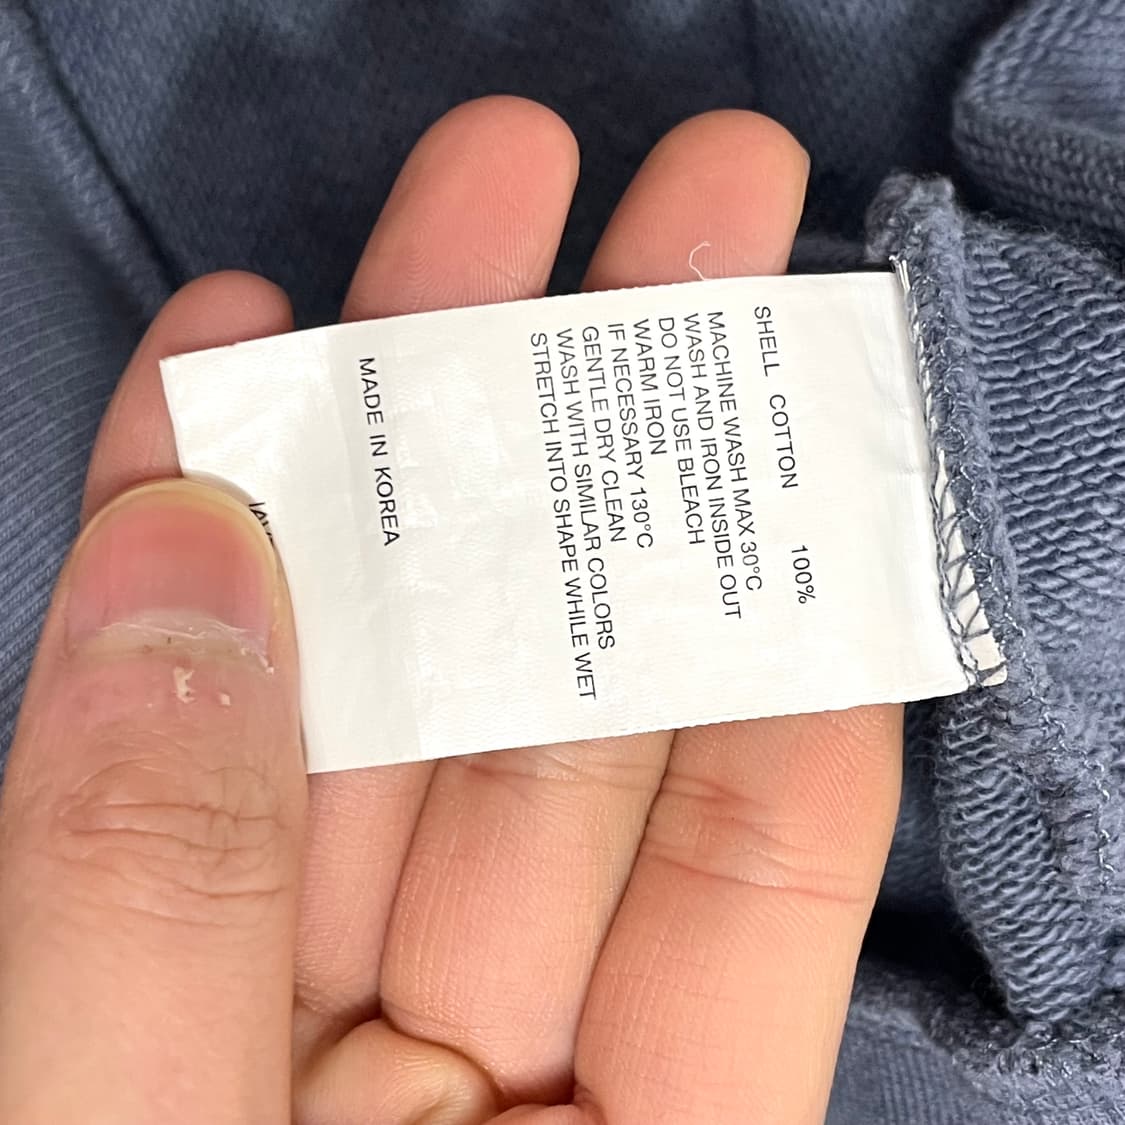 SHELL COTTON 100%
MACHINE WASH MAX 30°C
WASH AND IRON INSIDE OUT
DO NOT USE BLEACH
WARM IRON
IF NECESSARY 130°C
GENTLE DRY CLEAN
WASH WITH SIMILAR COLORS
STRETCH INTO SHAPE WHILE WET
MADE IN KOREA